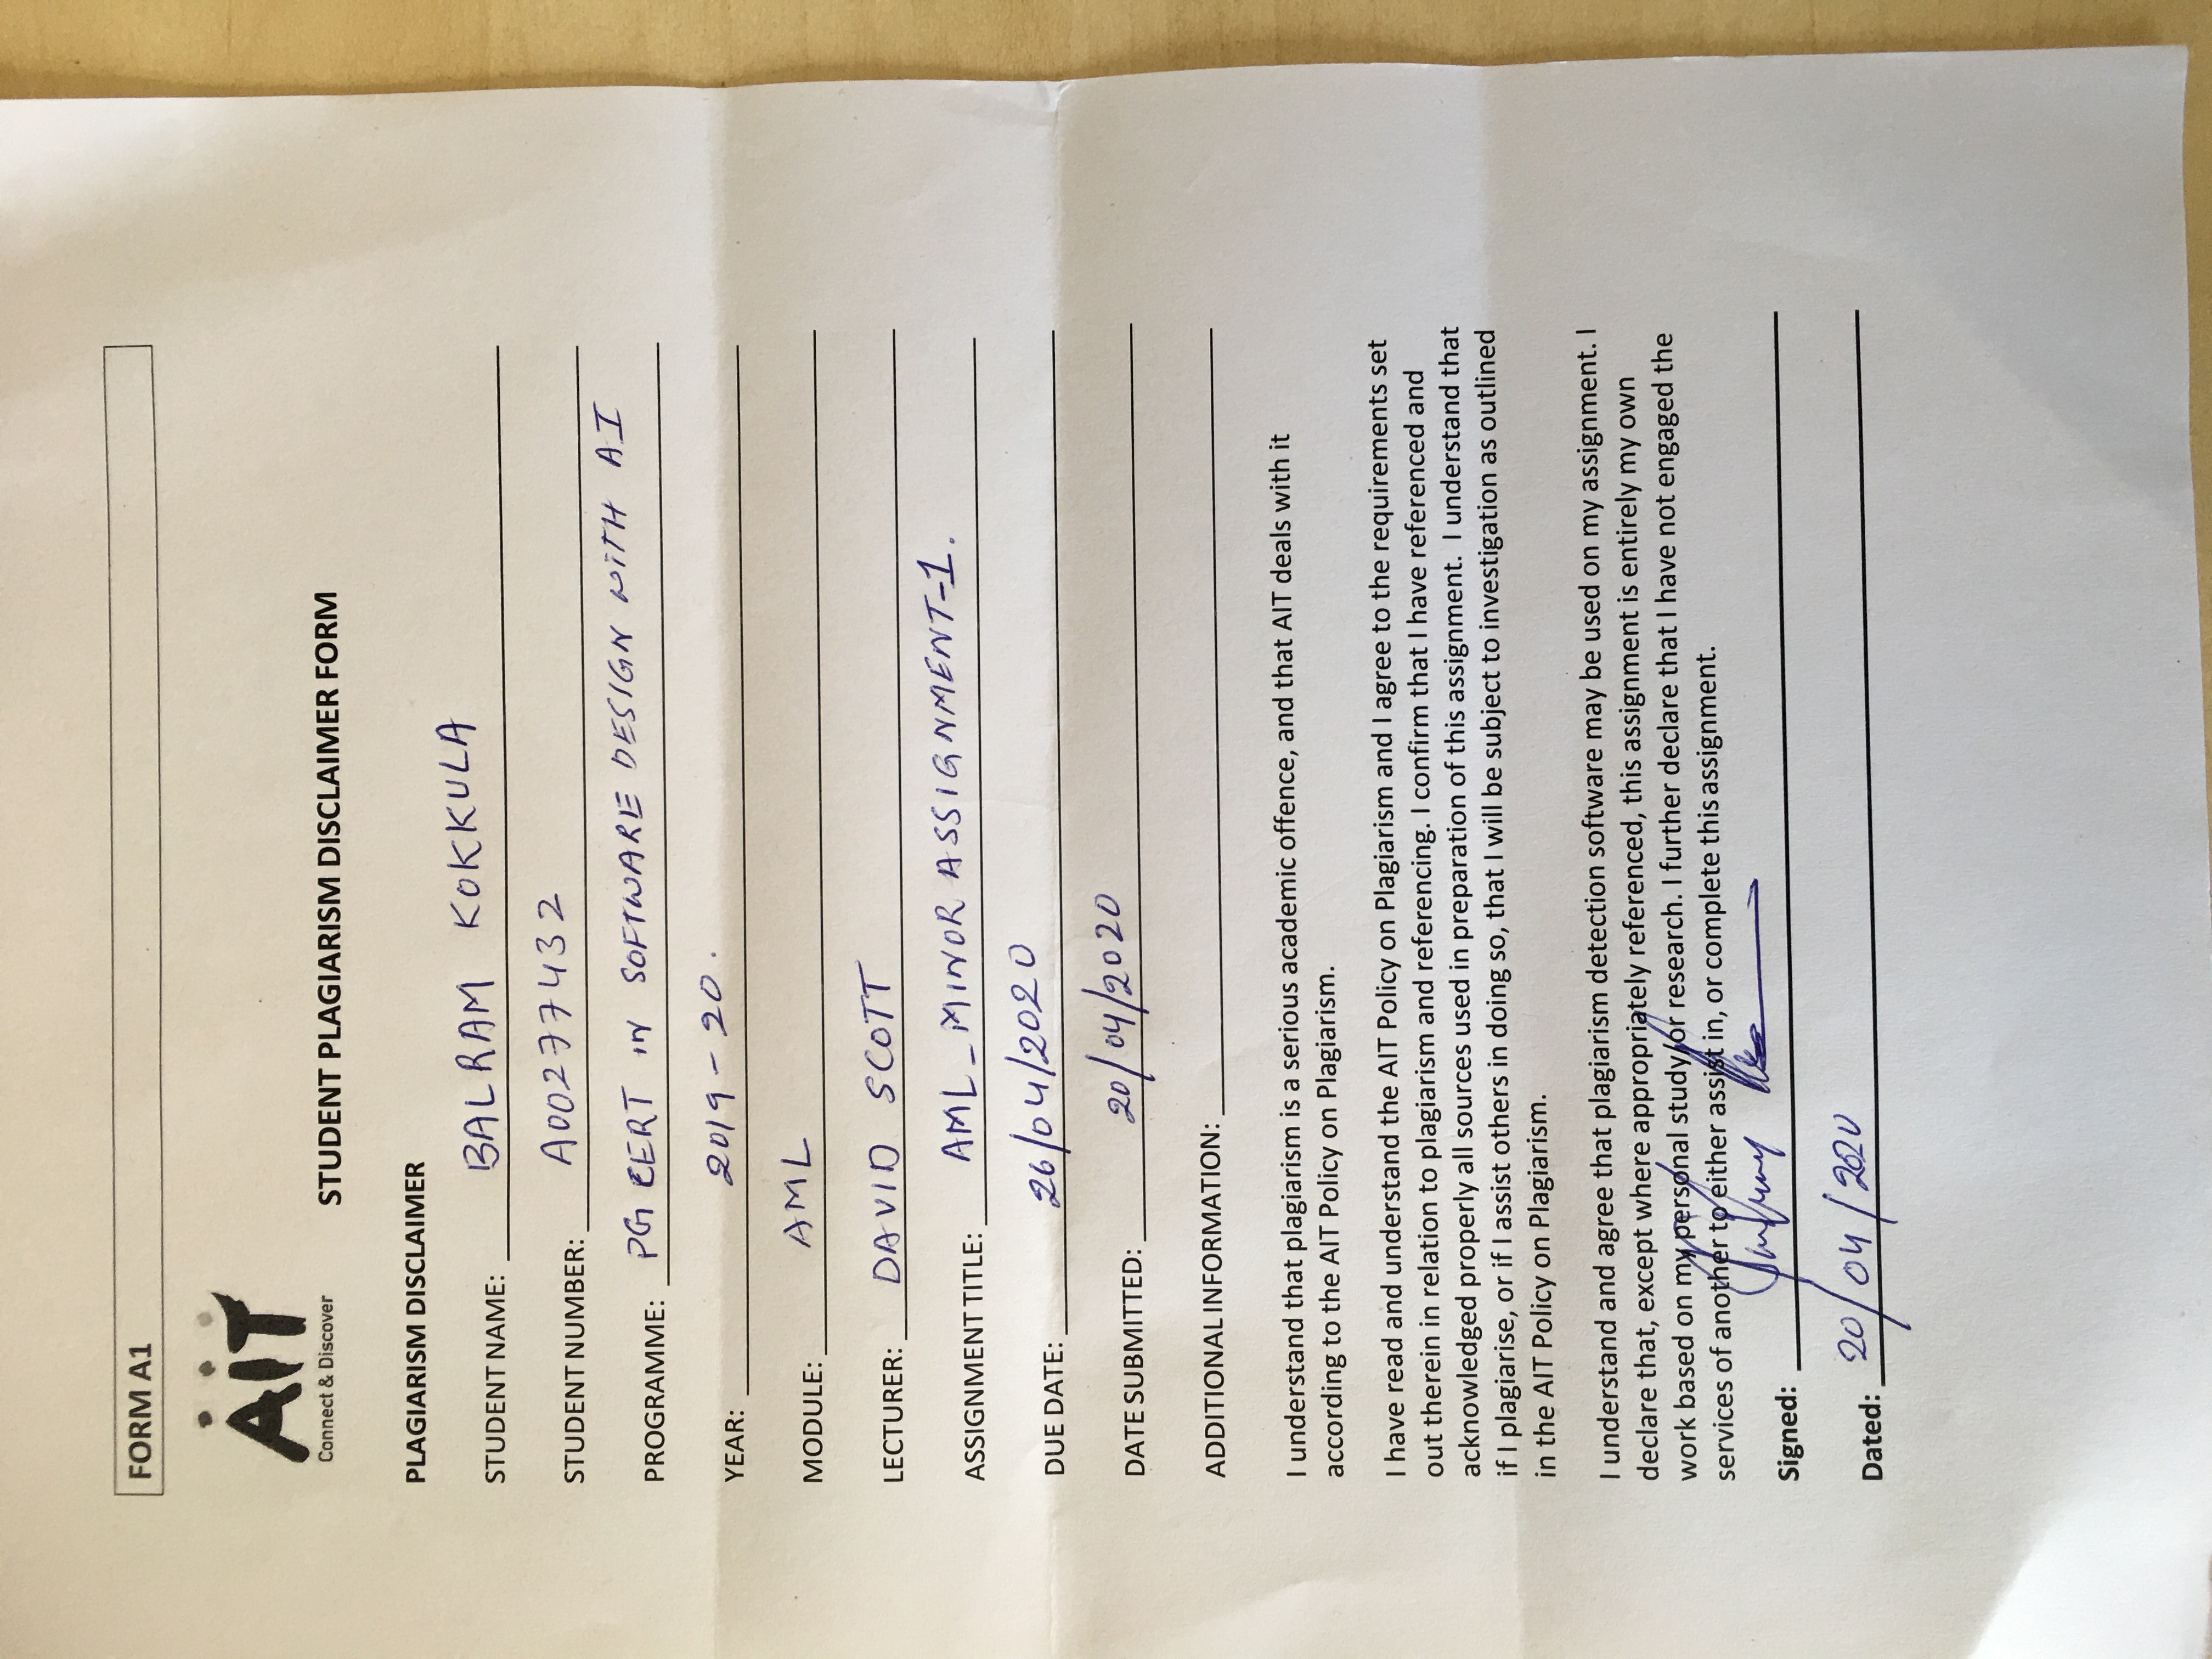 FORM A1
AIT
Connect & Discover
STUDENT PLAGIARISM DISCLAIMER FORM
PLAGIARISM DISCLAIMER
STUDENT NAME: BALRAM KOKKULA
STUDENT NUMBER: A00277432
PROGRAMME: PG CERT IN SOFTWARE DESIGN WITH AI
YEAR: 2019-20.
MODULE: AML
LECTURER: DAVID SCOTT
ASSIGNMENT TITLE: AML_MINOR ASSIGNMENT-1.
DUE DATE: 26/04/2020
DATE SUBMITTED: 20/04/2020
ADDITIONAL INFORMATION:
I understand that plagiarism is a serious academic offence, and that AIT deals with it
according to the AIT Policy on Plagiarism.
I have read and understand the AIT Policy on Plagiarism and I agree to the requirements set
out therein in relation to plagiarism and referencing. I confirm that I have referenced and
acknowledged properly all sources used in preparation of this assignment. I understand that
if I plagiarise, or if I assist others in doing so, that I will be subject to investigation as outlined
in the AIT Policy on Plagiarism.
I understand and agree that plagiarism detection software may be used on my assignment. I
declare that, except where appropriately referenced, this assignment is entirely my own
work based on my personal study/or research. I further declare that I have not engaged the
services of another to either assist in, or complete this assignment.
Signed:
Dated: 20/04/2020